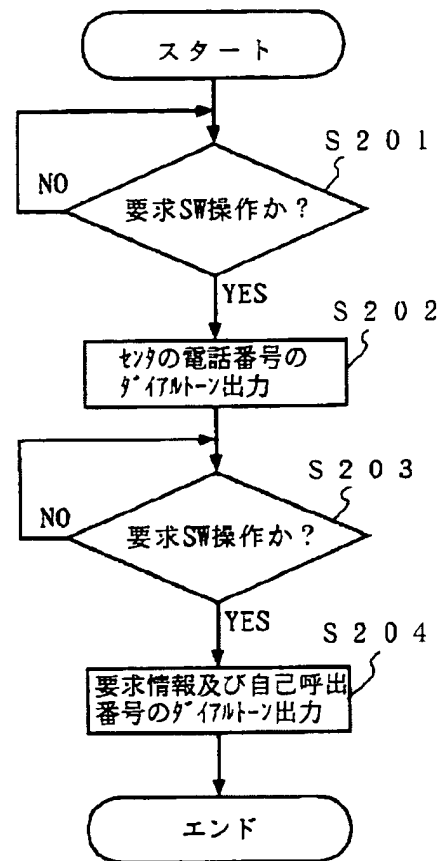 スタート
S201
NO
要求SW操作か?
YES
S202
ｾﾝﾀの電話番号の
ﾀﾞｲｱﾙﾄｰﾝ出力
S203
NO
要求SW操作か?
YES
S204
要求情報及び自己呼出
番号のﾀﾞｲｱﾙﾄｰﾝ出力
エンド